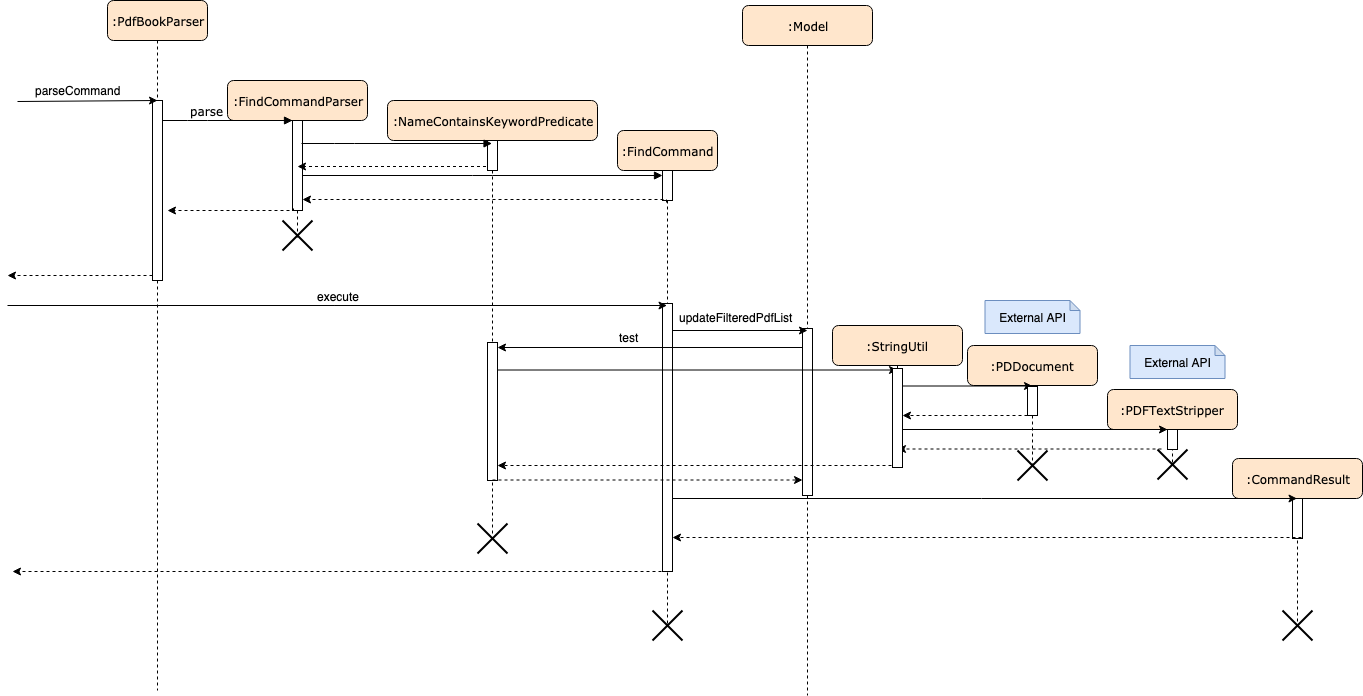 :PdfBookParser
:Model
parseCommand
:FindCommandParser
parse
:NameContainsKeywordPredicate
:FindCommand
execute
updateFilteredPdfList
External API
test
:StringUtil
:PDDocument
External API
:PDFTextStripper
:CommandResult